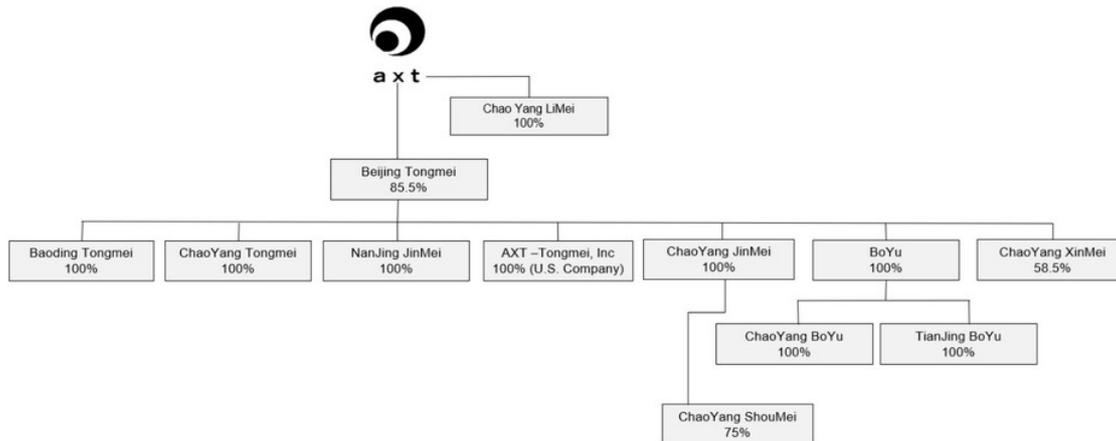 axt
Chao Yang LiMei
100%
Beijing Tongmei
85.5%
Baoding Tongmei
100%
ChaoYang Tongmei
100%
NanJing JinMei
100%
AXT –Tongmei, Inc
100% (U.S. Company)
ChaoYang JinMei
100%
BoYu
100%
ChaoYang XinMei
58.5%
ChaoYang BoYu
100%
TianJing BoYu
100%
ChaoYang ShouMei
75%